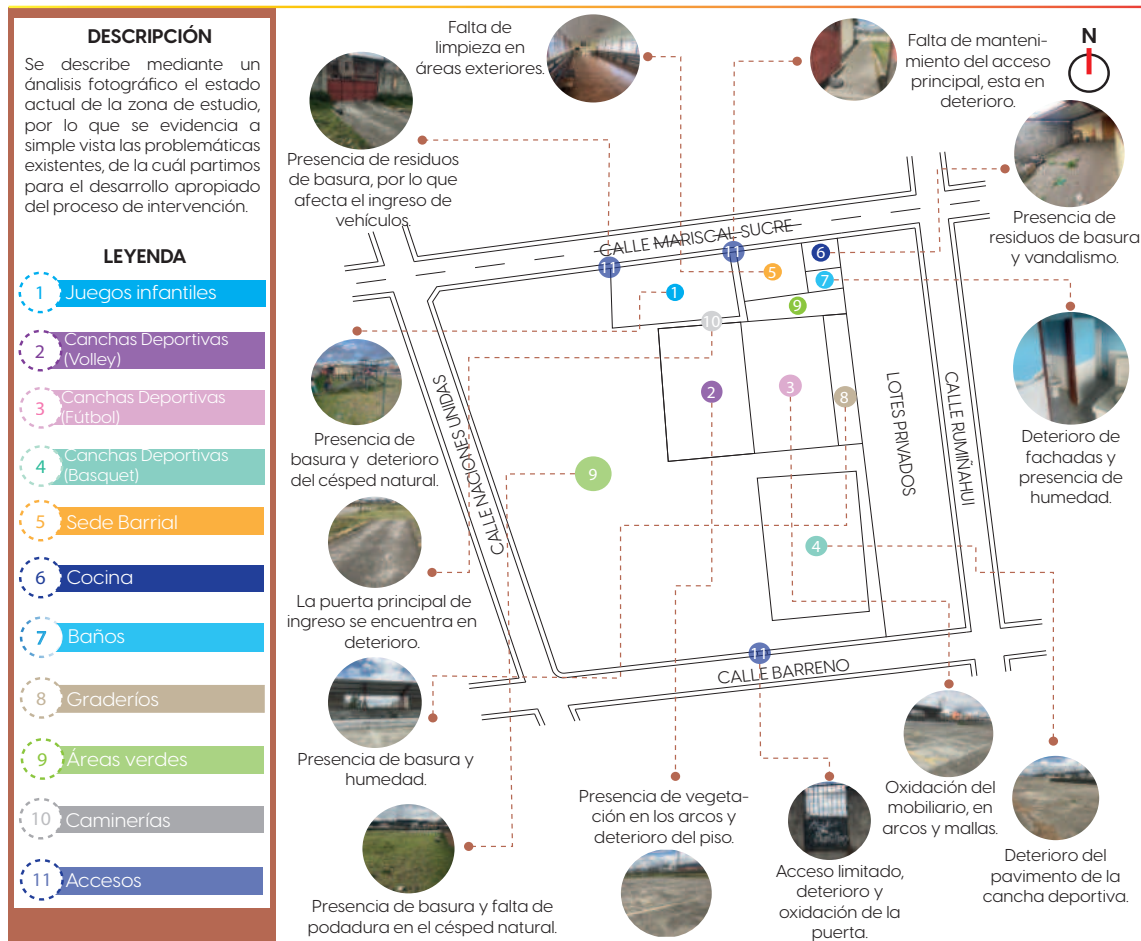 DESCRIPCIÓN
Se describe mediante un
ánalisis fotográfico el estado
actual de la zona de estudio,
por lo que se evidencia a
simple vista las problemáticas
existentes, de la cuál partimos
para el desarrollo apropiado
del proceso de intervención.
LEYENDA
1 Juegos infantiles
2 Canchas Deportivas
(Volley)
3 Canchas Deportivas
(Fútbol)
4 Canchas Deportivas
(Basquet)
5 Sede Barrial
6 Cocina
7 Baños
8 Graderíos
9 Áreas verdes
10 Caminerías
11 Accesos
Falta de
limpieza en
áreas exteriores.
Falta de manteni-
miento del acceso
principal, esta en
deterioro.
N
Presencia de residuos
de basura, por lo que
afecta el ingreso de
vehículos.
Presencia de
residuos de basura
y vandalismo.
CALLE MARISCAL SUCRE
11
11
6
5
7
1
9
10
2
3
8
9
4
11
CALLE NACIONES UNIDAS
LOTES PRIVADOS
CALLE RUMIÑAHUI
CALLE BARRENO
Presencia de
basura y deterioro
del césped natural.
Deterioro de
fachadas y
presencia de
humedad.
La puerta principal de
ingreso se encuentra en
deterioro.
Presencia de basura y
humedad.
Presencia de basura y falta de
podadura en el césped natural.
Presencia de vegeta-
ción en los arcos y
deterioro del piso.
Acceso limitado,
deterioro y
oxidación de la
puerta.
Oxidación del
mobiliario, en
arcos y mallas.
Deterioro del
pavimento de la
cancha deportiva.